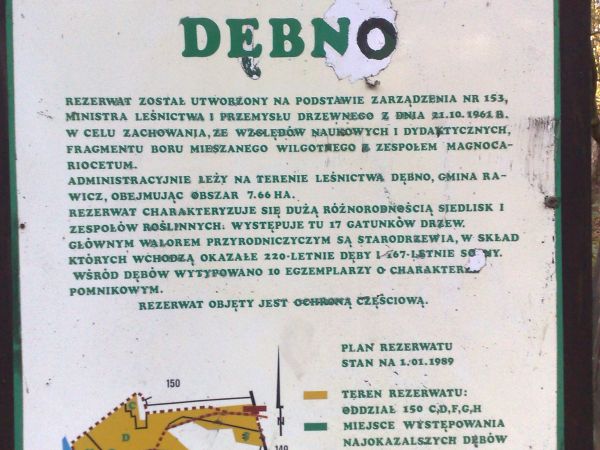 DĘBNO
REZERWAT ZOSTAŁ UTWORZONY NA PODSTAWIE ZARZĄDZENIA NR 153,
MINISTRA LEŚNICTWA I PRZEMYSŁU DRZEWNEGO Z DNIA 21.10.1961 R.
W CELU ZACHOWANIA, ZE WZGLĘDÓW NAUKOWYCH I DYDAKTYCZNYCH,
FRAGMENTU BORU MIESZANEGO WILGOTNEGO Z ZESPOŁEM MAGNOCA-
RIOCETUM.
ADMINISTRACYJNIE LEŻY NA TERENIE LEŚNICTWA DĘBNO, GMINA RA-
WICZ, OBEJMUJĄC OBSZAR 7.66 HA.
REZERWAT CHARAKTERYZUJE SIĘ DUŻĄ RÓŻNORODNOŚCIĄ SIEDLISK I
ZESPOŁÓW ROŚLINNYCH: WYSTĘPUJE TU 17 GATUNKÓW DRZEW.
GŁÓWNYM WALOREM PRZYRODNICZYCZYM SĄ STARODRZEWIA, W SKŁAD
KTÓRYCH WCHODZĄ OKAZAŁE 220-LETNIE DĘBY I 167-LETNIE SOSNY.
WŚRÓD DĘBÓW WYTYPOWANO 10 EGZEMPLARZY O CHARAKTERZE
POMNIKOWYM.
REZERWAT OBJĘTY JEST OCHRONĄ CZĘŚCIOWĄ.
PLAN REZERWATU
STAN NA 1.01.1989
150
TEREN REZERWATU:
ODDZIAŁ 150 C,D,F,G,H
MIEJSCE WYSTĘPOWANIA
NAJOKAZALSZYCH DĘBÓW
C
D
N
149